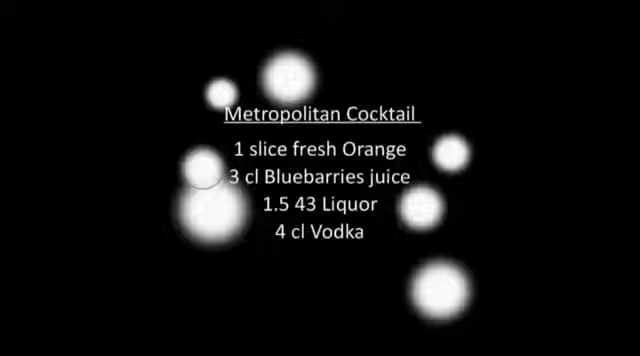 Metropolitan Cocktail
1 slice fresh Orange
3 cl Bluebarries juice
1.5 43 Liquor
4 cl Vodka